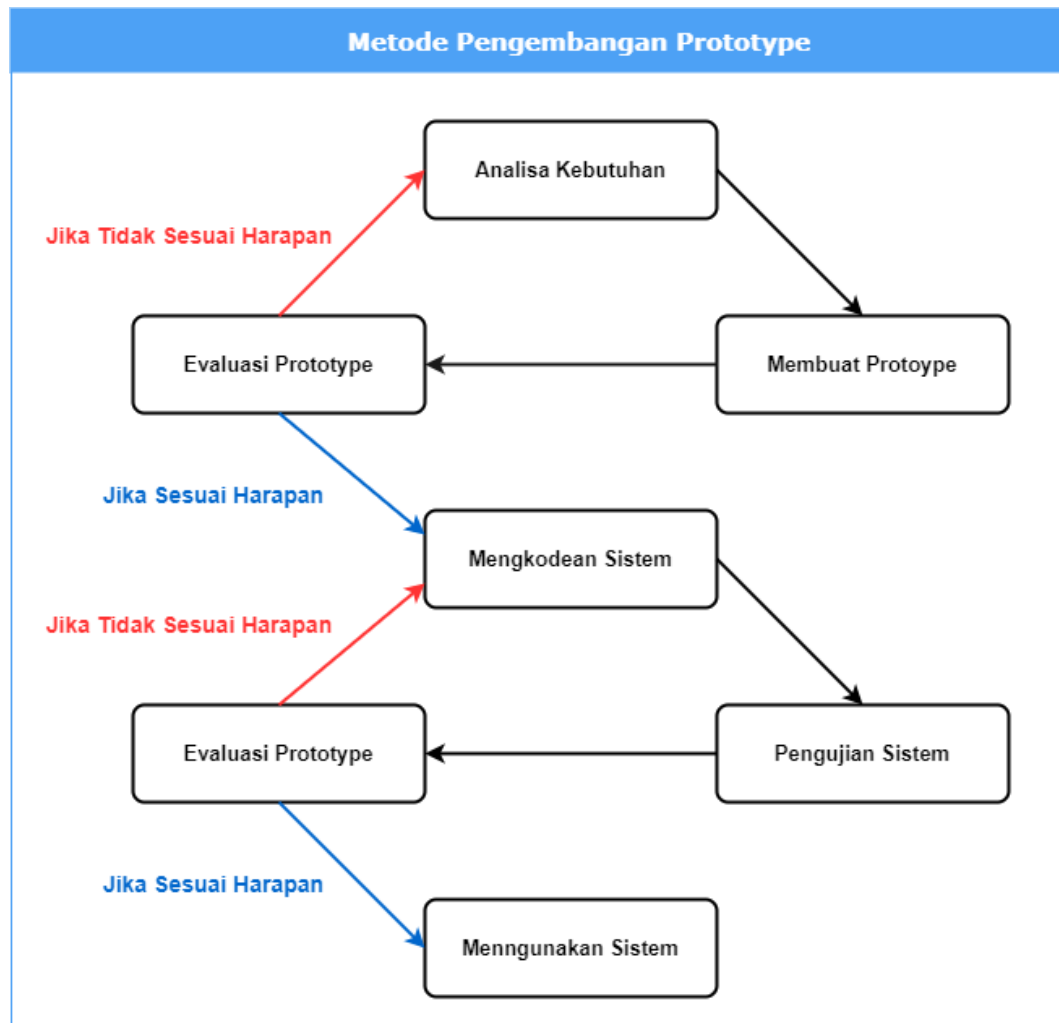 Metode Pengembangan Prototype
Analisa Kebutuhan
Jika Tidak Sesuai Harapan
Evaluasi Prototype
Membuat Protoype
Jika Sesuai Harapan
Mengkodean Sistem
Jika Tidak Sesuai Harapan
Evaluasi Prototype
Pengujian Sistem
Jika Sesuai Harapan
Menngunakan Sistem